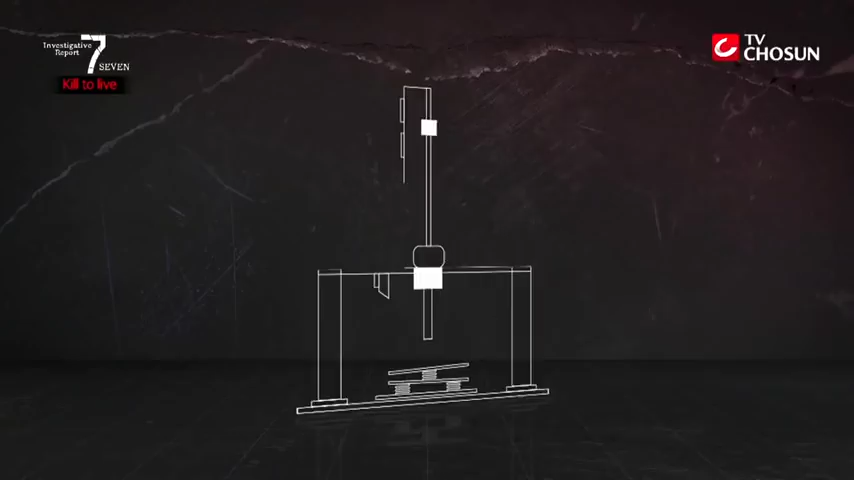 Investigative
Report
7
SEVEN
Kill to live
TV
CHOSUN